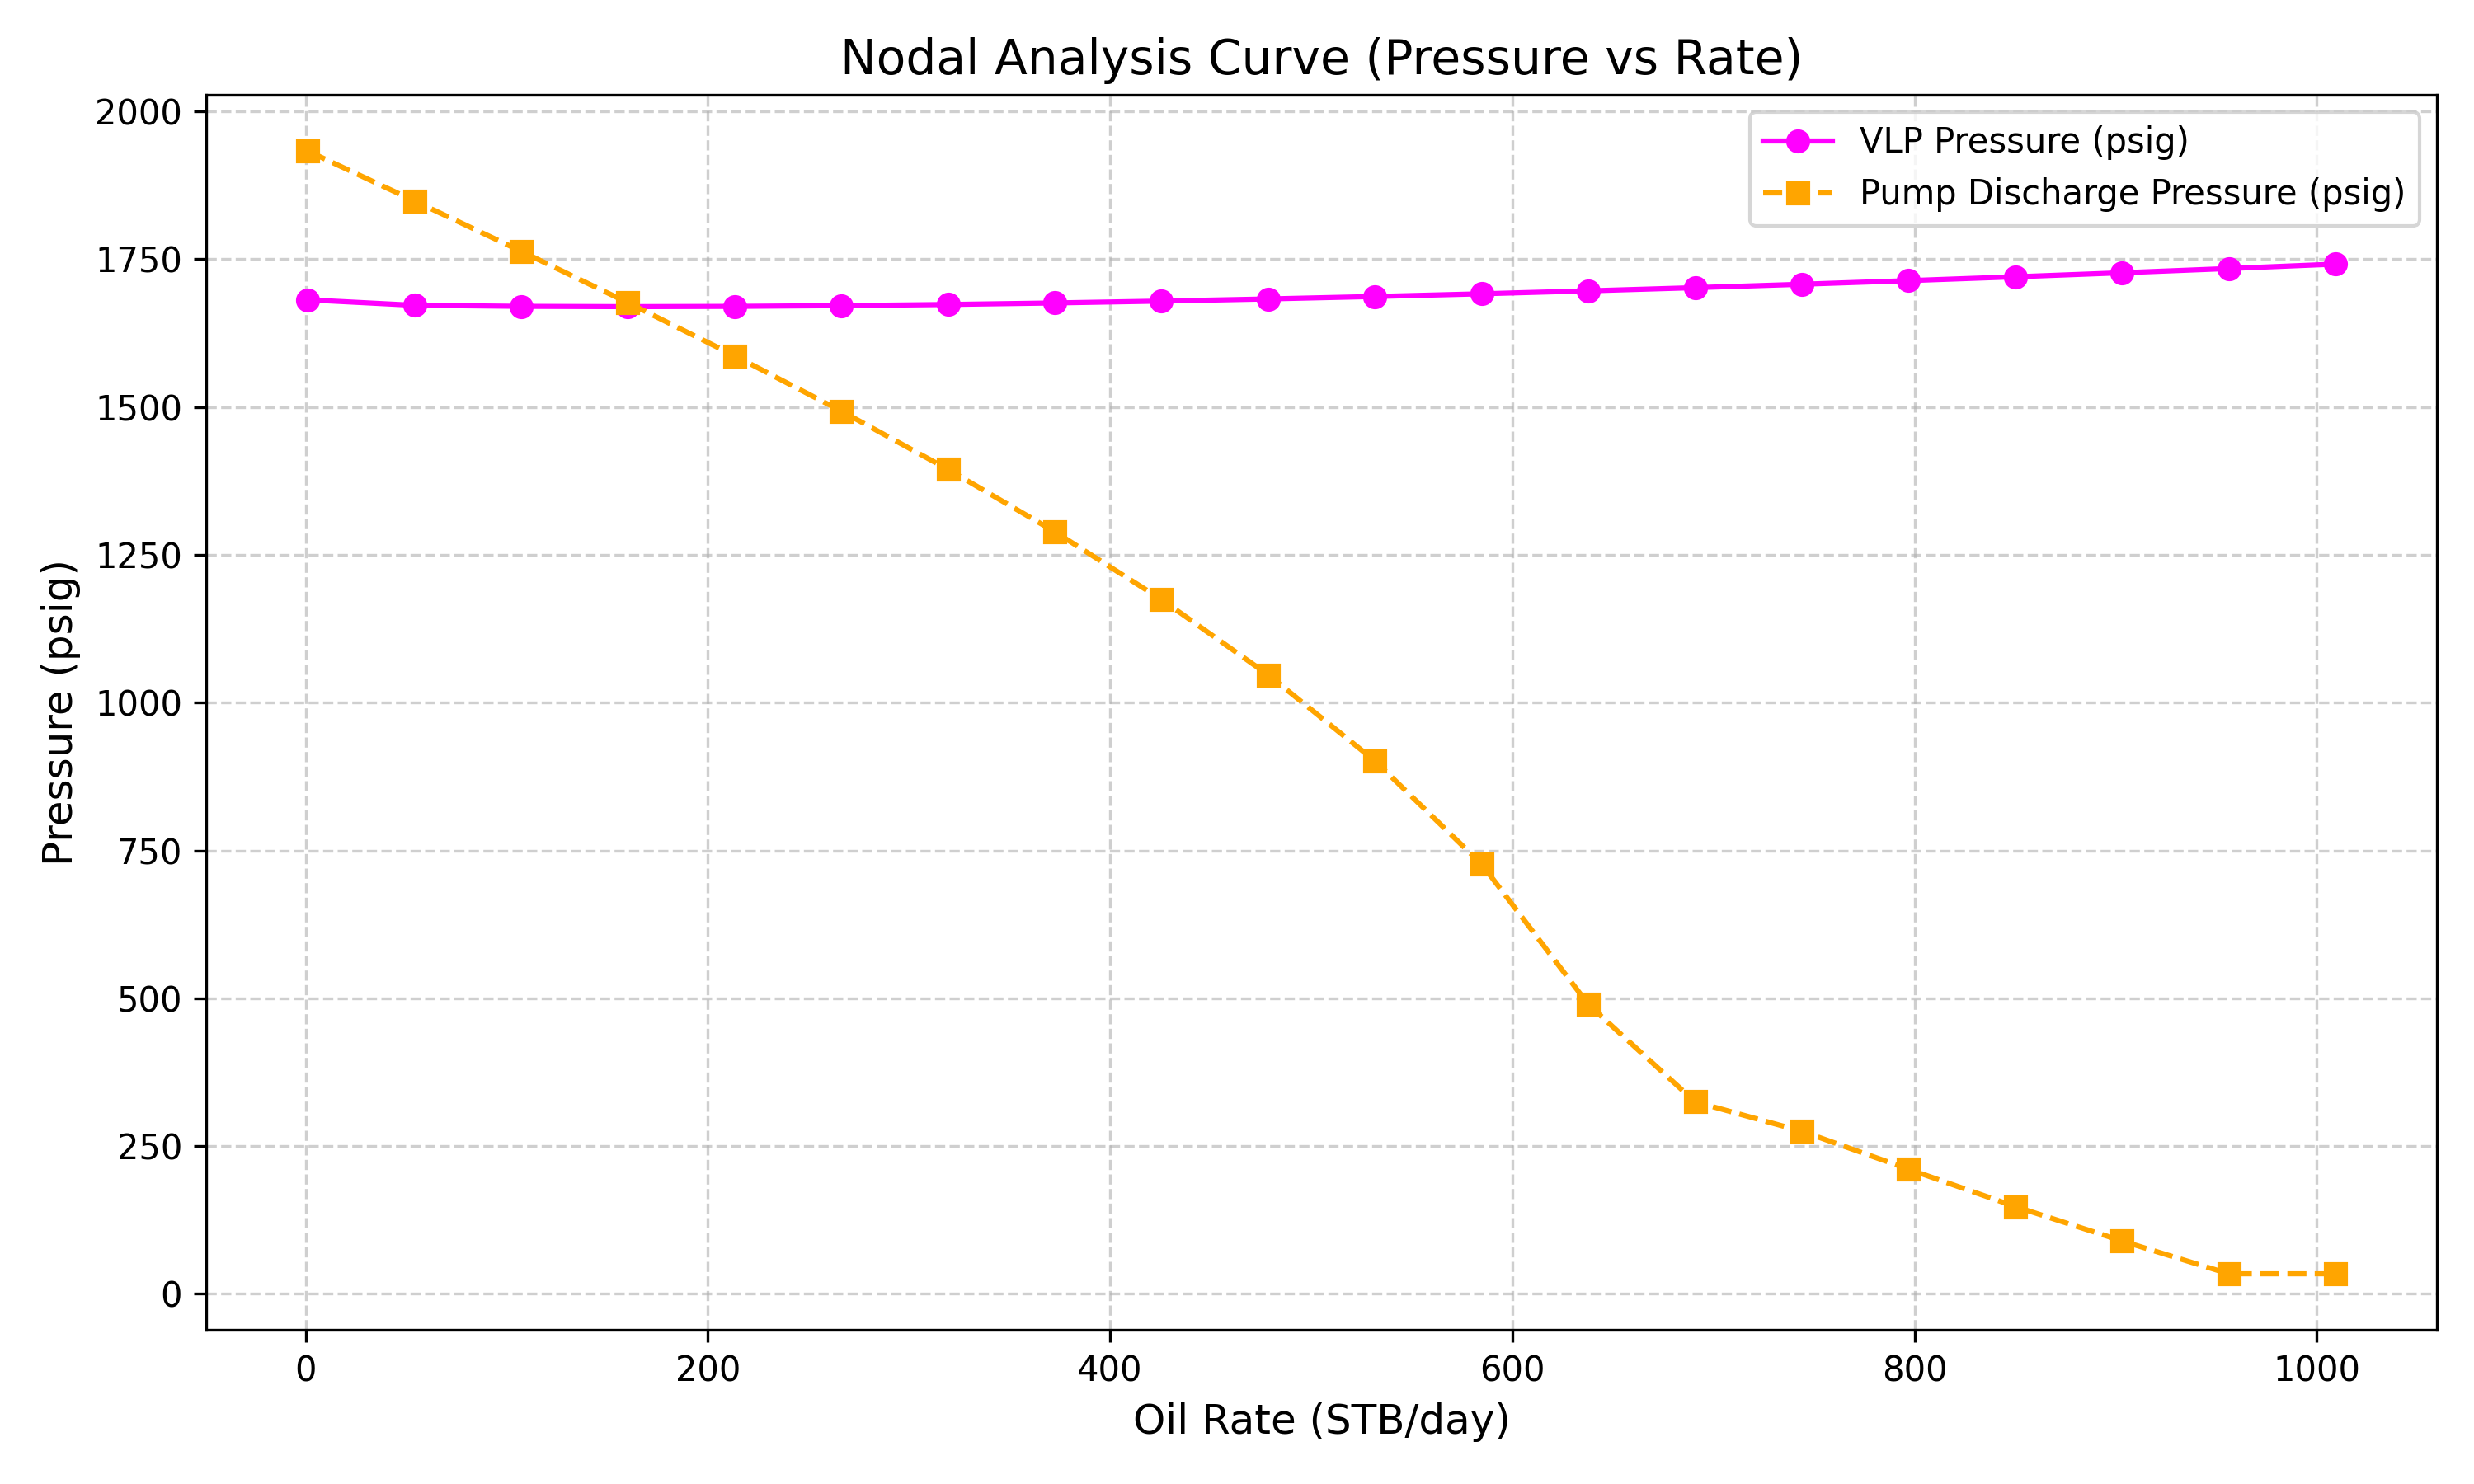 Nodal Analysis Curve (Pressure vs Rate)
VLP Pressure (psig)
Pump Discharge Pressure (psig)
Pressure (psig)
2000
1750
1500
1250
1000
750
500
250
0
0 200 400 600 800 1000
Oil Rate (STB/day)